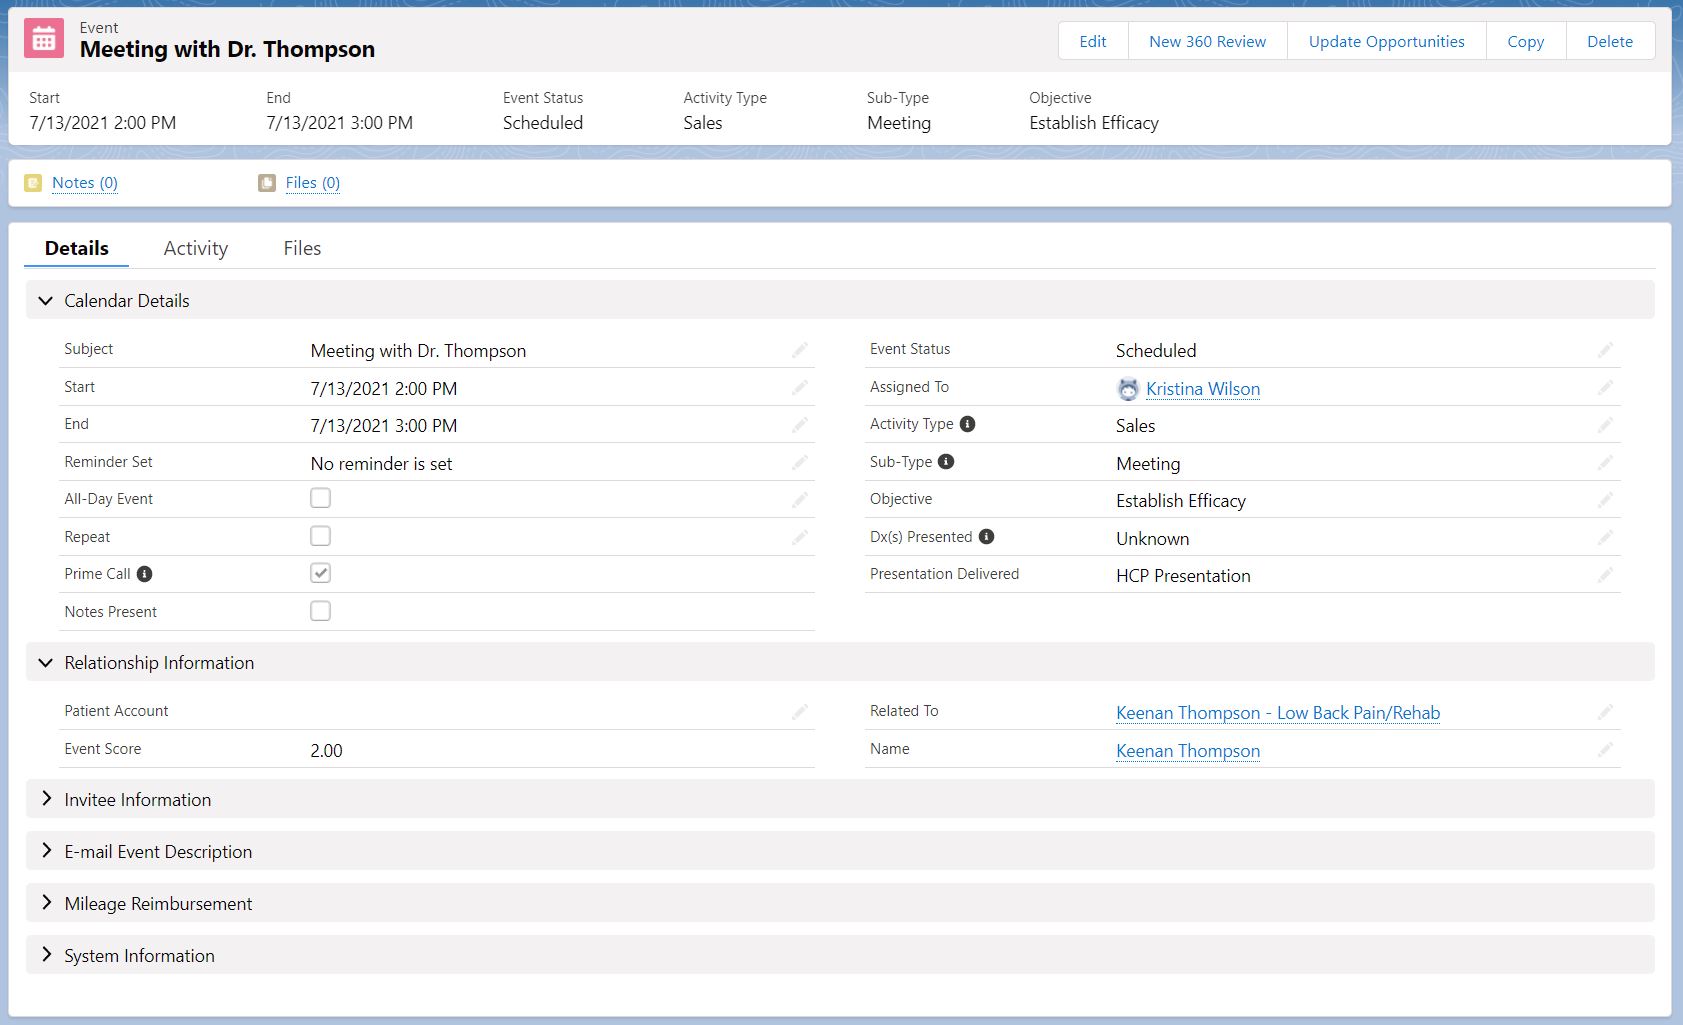 Event
Meeting with Dr. Thompson
Edit New 360 Review Update Opportunities Copy Delete
Start End Event Status Activity Type Sub-Type Objective
7/13/2021 2:00 PM 7/13/2021 3:00 PM Scheduled Sales Meeting Establish Efficacy
Notes (0) Files (0)
Details Activity Files
Calendar Details
Subject Meeting with Dr. Thompson
Event Status Scheduled
Start 7/13/2021 2:00 PM
Assigned To Kristina Wilson
End 7/13/2021 3:00 PM
Activity Type Sales
Reminder Set No reminder is set
Sub-Type Meeting
All-Day Event
Objective Establish Efficacy
Repeat
Dx(s) Presented Unknown
Prime Call
Presentation Delivered HCP Presentation
Notes Present
Relationship Information
Patient Account
Related To Keenan Thompson - Low Back Pain/Rehab
Event Score 2.00
Name Keenan Thompson
Invitee Information
E-mail Event Description
Mileage Reimbursement
System Information